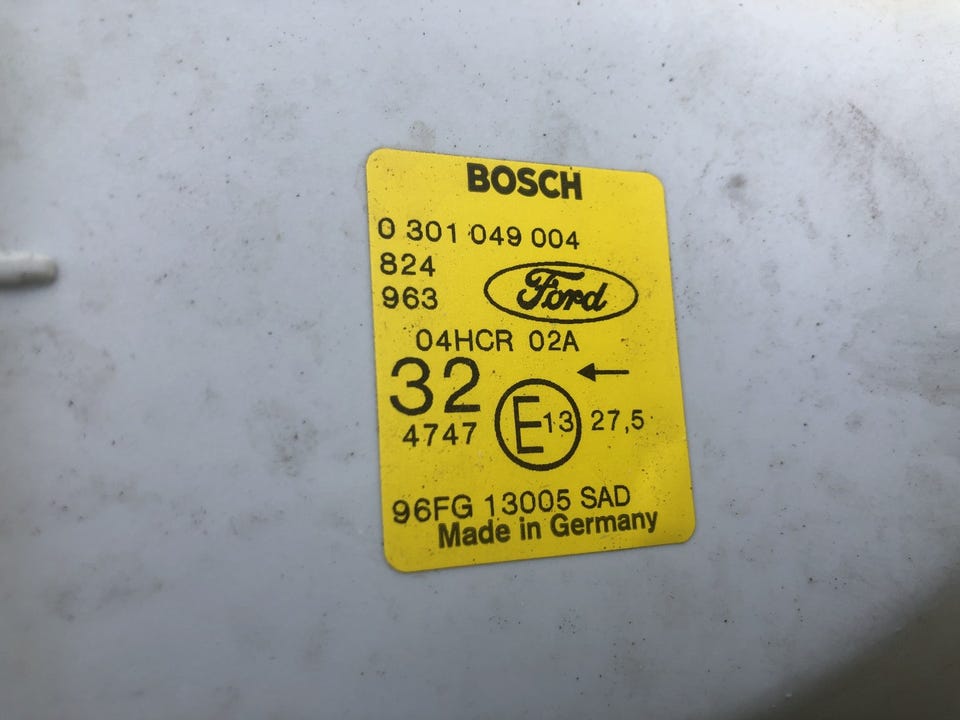 BOSCH
0 301 049 004
824
963
Ford
04HCR 02A
32
4747
E13 27,5
96FG 13005 SAD
Made in Germany